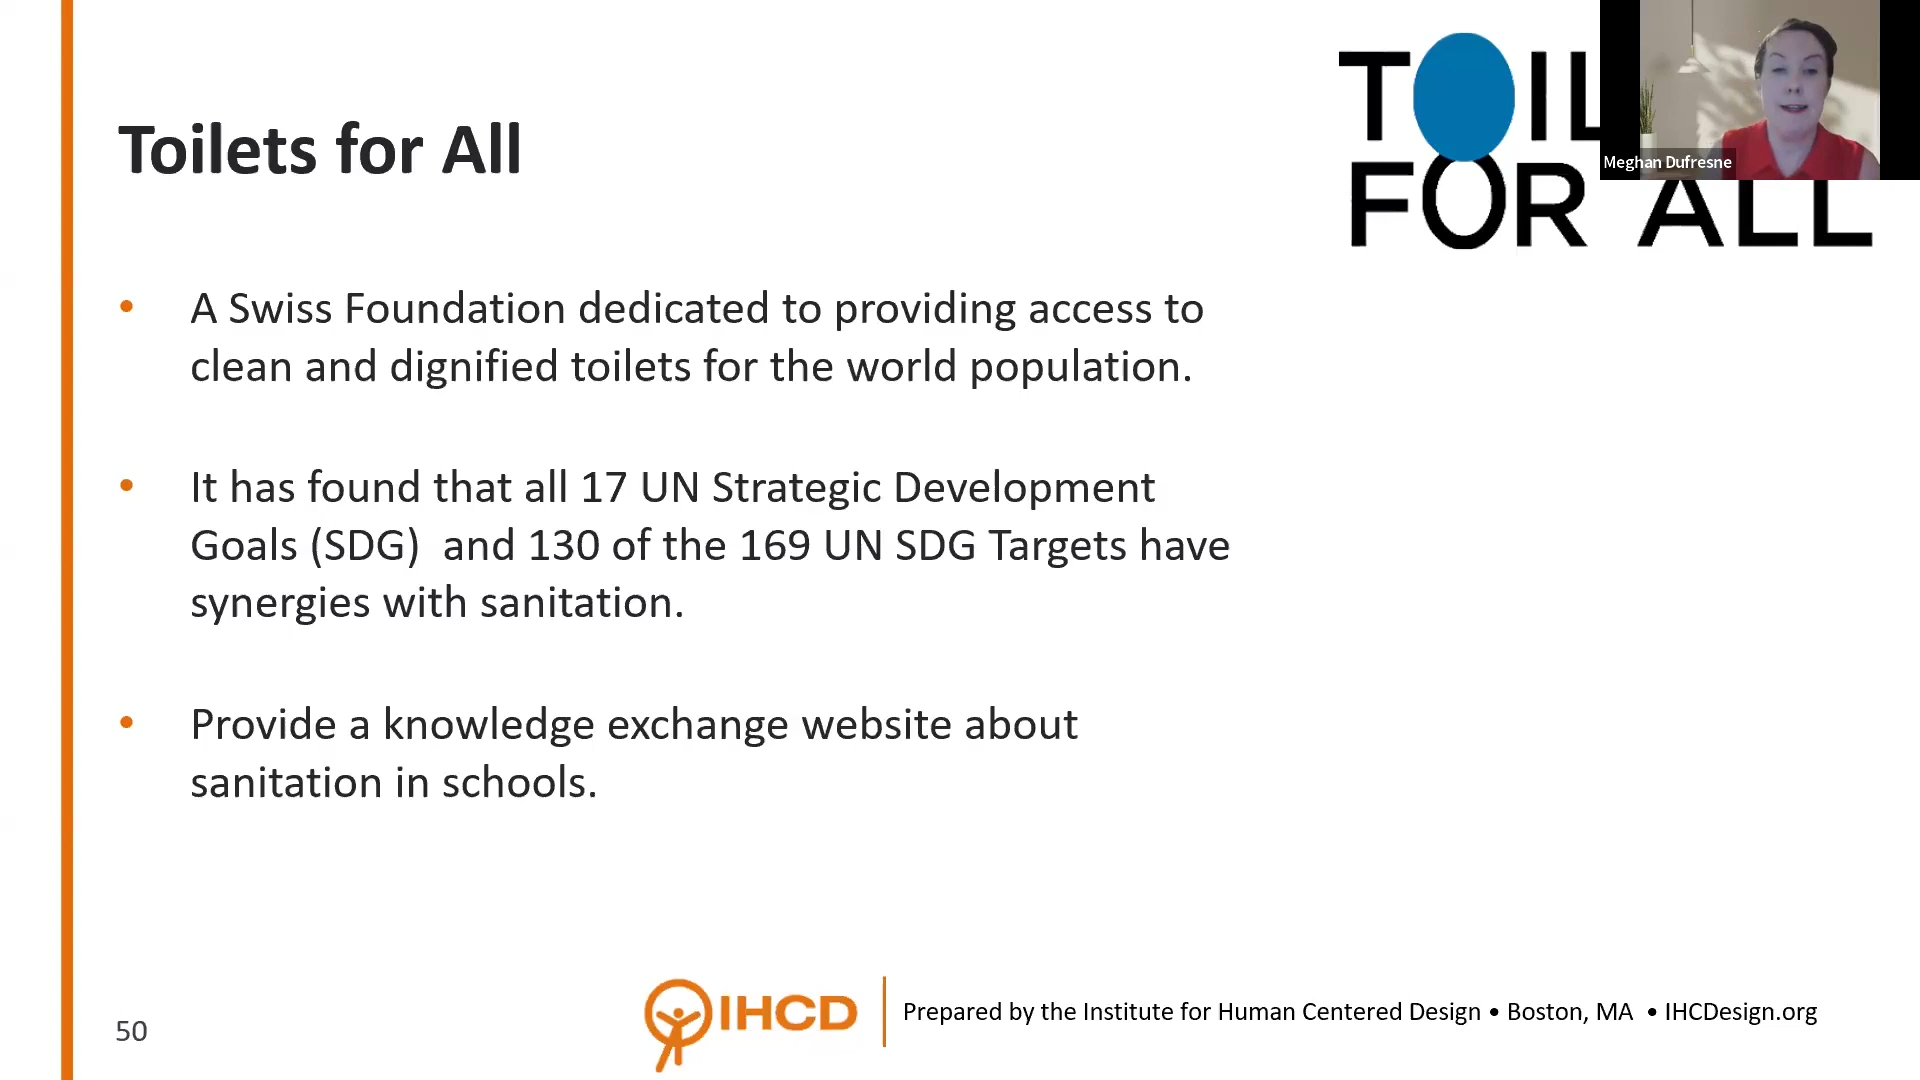 TOIL
FOR ALL
Meghan Dufresne
Toilets for All
• A Swiss Foundation dedicated to providing access to
clean and dignified toilets for the world population.
• It has found that all 17 UN Strategic Development
Goals (SDG)  and 130 of the 169 UN SDG Targets have
synergies with sanitation.
• Provide a knowledge exchange website about
sanitation in schools.
50
IHCD
Prepared by the Institute for Human Centered Design • Boston, MA • IHCDesign.org